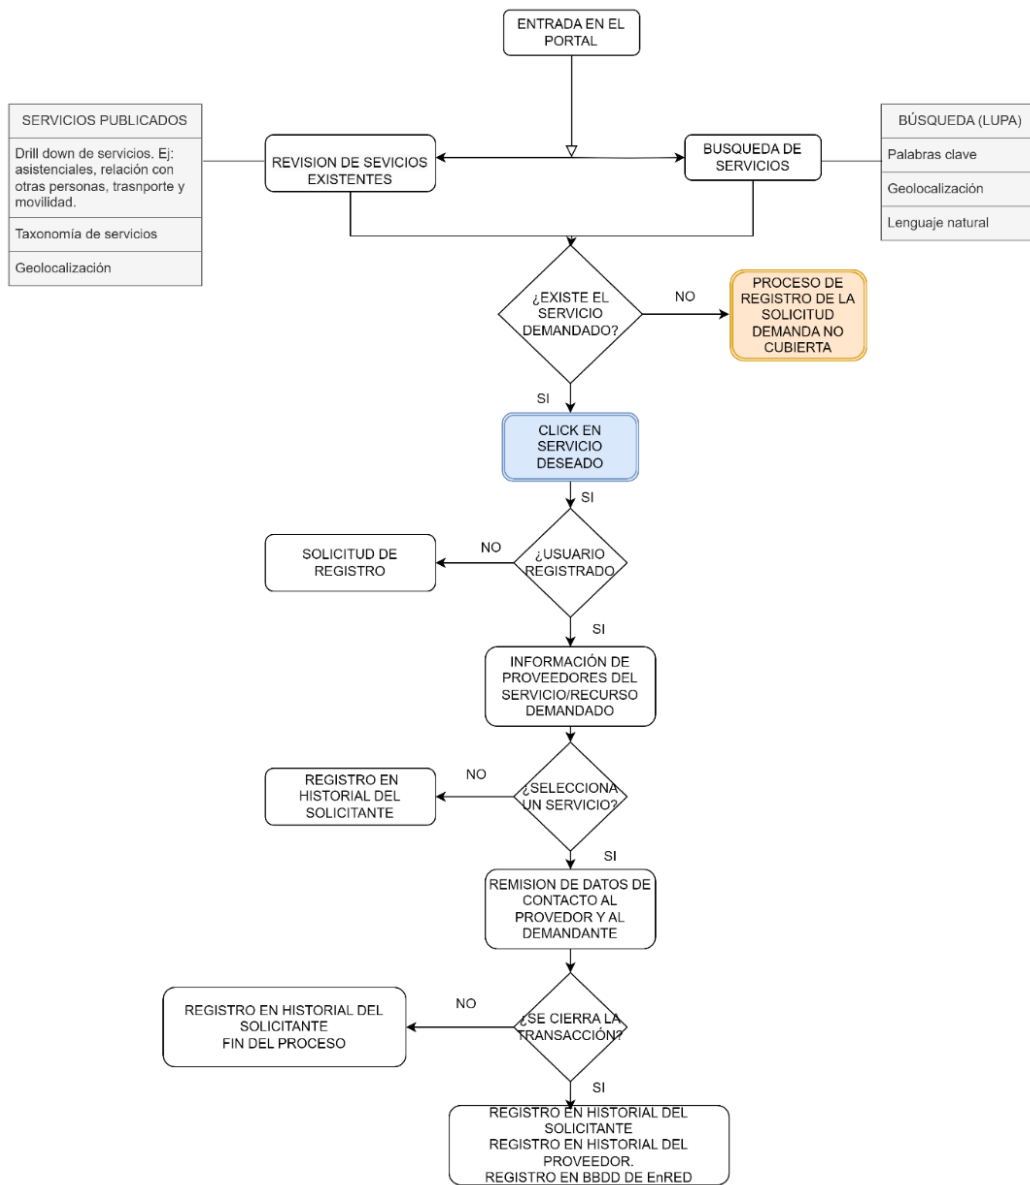 ENTRADA EN EL
PORTAL
SERVICIOS PUBLICADOS
Drill down de servicios. Ej:
asistenciales, relación con
otras personas, trasnporte y
movilidad.
Taxonomía de servicios
Geolocalización
REVISION DE SEVICIOS
EXISTENTES
BUSQUEDA DE
SERVICIOS
BÚSQUEDA (LUPA)
Palabras clave
Geolocalización
Lenguaje natural
¿EXISTE EL
SERVICIO
DEMANDADO?
NO
PROCESO DE
REGISTRO DE LA
SOLICITUD
DEMANDA NO
CUBIERTA
SI
CLICK EN
SERVICIO
DESEADO
SI
¿USUARIO
REGISTRADO
NO
SOLICITUD DE
REGISTRO
SI
INFORMACIÓN DE
PROVEEDORES DEL
SERVICIO/RECURSO
DEMANDADO
¿SELECCIONA
UN SERVICIO?
NO
REGISTRO EN
HISTORIAL DEL
SOLICITANTE
SI
REMISION DE DATOS DE
CONTACTO AL
PROVEDOR Y AL
DEMANDANTE
¿SE CIERRA LA
TRANSACCIÓN?
NO
REGISTRO EN HISTORIAL DEL
SOLICITANTE
FIN DEL PROCESO
SI
REGISTRO EN HISTORIAL DEL
SOLICITANTE
REGISTRO EN HISTORIAL DEL
PROVEEDOR.
REGISTRO EN BBDD DE EnRED